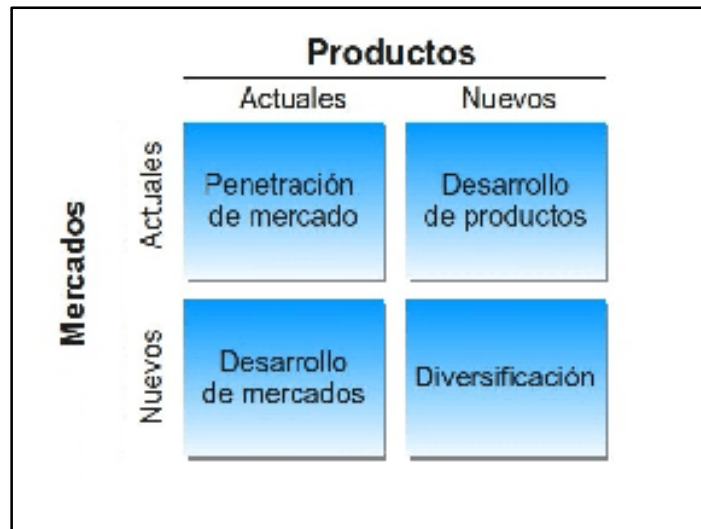 Productos
Actuales
Nuevos
Mercados
Actuales
Penetración
de mercado
Desarrollo
de productos
Nuevos
Desarrollo
de mercados
Diversificación